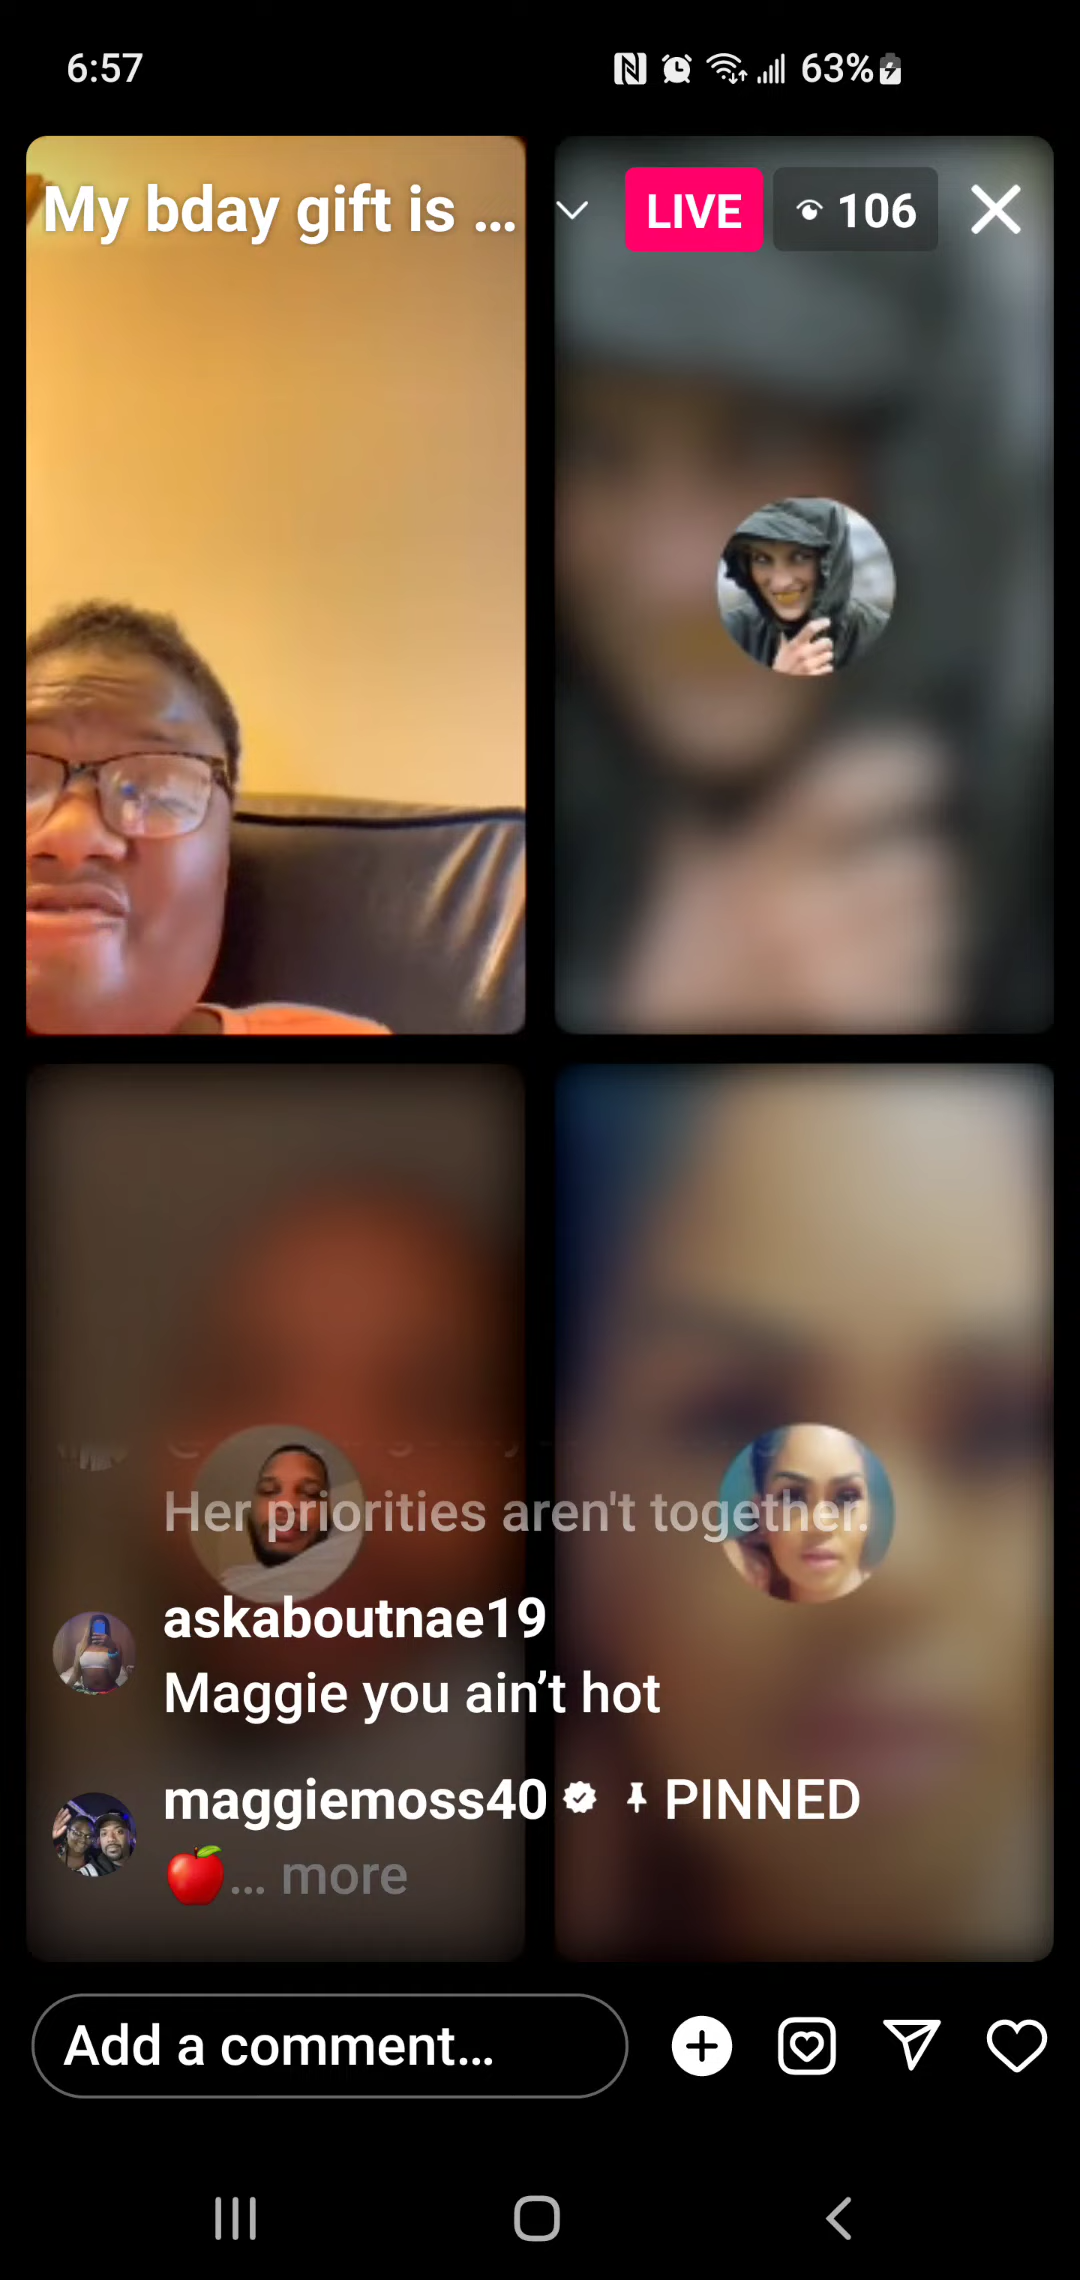 6:57
63%
My bday gift is ...
LIVE
106
Her priorities aren't together.
askaboutnae19
Maggie you ain't hot
maggiemoss40 PINNED
🍎... more
Add a comment...